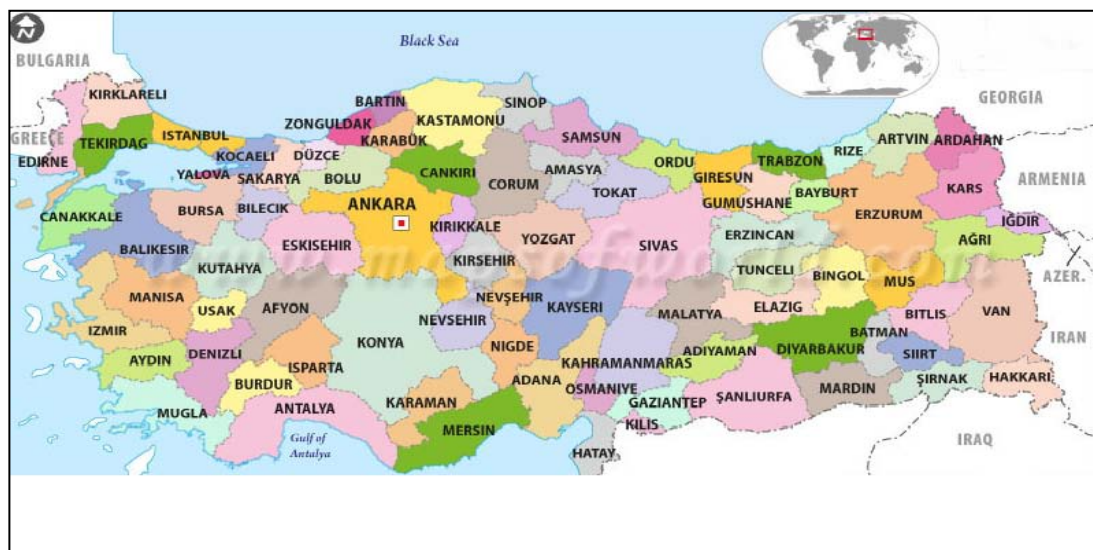 N
Black Sea
BULGARIA
GEORGIA
KIRKLARELI
BARTIN
SINOP
KASTAMONU
ZONGULDAK
GREECE
TEKIRDAG
ISTANBUL
KARABÜK
SAMSUN
ARTVIN
ARDAHAN
EDIRNE
KOCAELI
DÜZCE
ORDU
TRABZON
RIZE
YALOVA
SAKARYA
BOLU
CANKIRI
CORUM
AMASYA
GIRESUN
ARMENIA
KARS
TOKAT
BAYBURT
CANAKKALE
BURSA
BILECIK
ANKARA
GUMUSHANE
ERZURUM
KIRIKKALE
IĞDIR
BALIKESIR
ESKISEHIR
YOZGAT
SIVAS
ERZINCAN
AĞRI
KUTAHYA
KIRSEHIR
TUNCELI
BINGOL
AZER.
www.mapsofworld.com
MANISA
USAK
AFYON
NEVŞEHIR
KAYSERI
ELAZIG
MUS
IZMIR
NEVSEHIR
MALATYA
BITLIS
VAN
KONYA
BATMAN
IRAN
AYDIN
DENIZLI
NIGDE
KAHRAMANMARAS
ADIYAMAN
DIYARBAKUR
SIIRT
ISPARTA
BURDUR
ADANA
OSMANIYE
ŞANLIURFA
MARDIN
ŞIRNAK
HAKKARI
MUGLA
ANTALYA
KARAMAN
GAZIANTEP
MERSIN
KILIS
Gulf of
Antalya
HATAY
IRAQ